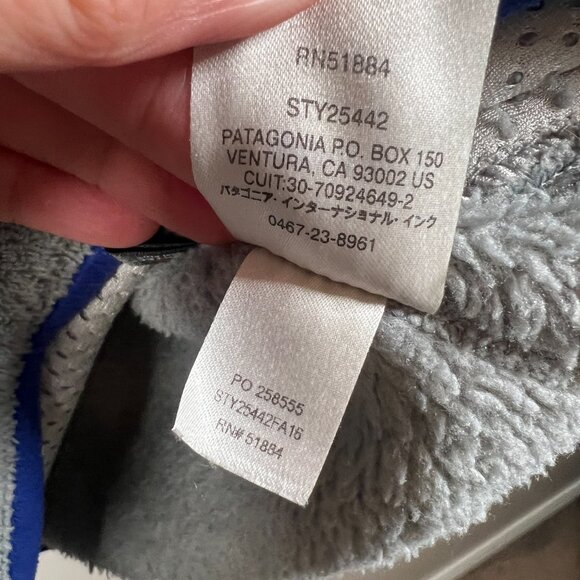 RN51884
STY25442
PATAGONIA P.O. BOX 150
VENTURA, CA 93002 US
CUIT:30-70924649-2
パタゴニア・インターナショナル・インク
0467-23-8961
PO 258555
STY25442FA16
RN# 51884